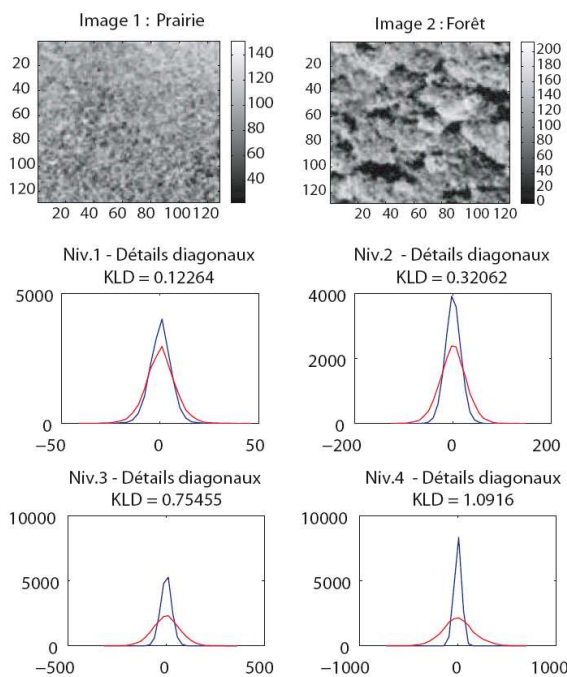 Image 1 : Prairie
Image 2 : Forêt
20
40
60
80
100
120
20 40 60 80 100 120
140
120
100
80
60
40
20
40
60
80
100
120
20 40 60 80 100 120
200
180
160
140
120
100
80
60
40
20
0
Niv.1 - Détails diagonaux
KLD = 0.12264
5000
0
−50 0 50
Niv.2 - Détails diagonaux
KLD = 0.32062
4000
2000
0
−200 0 200
Niv.3 - Détails diagonaux
KLD = 0.75455
10000
5000
0
−500 0 500
Niv.4 - Détails diagonaux
KLD = 1.0916
10000
5000
0
−1000 0 1000